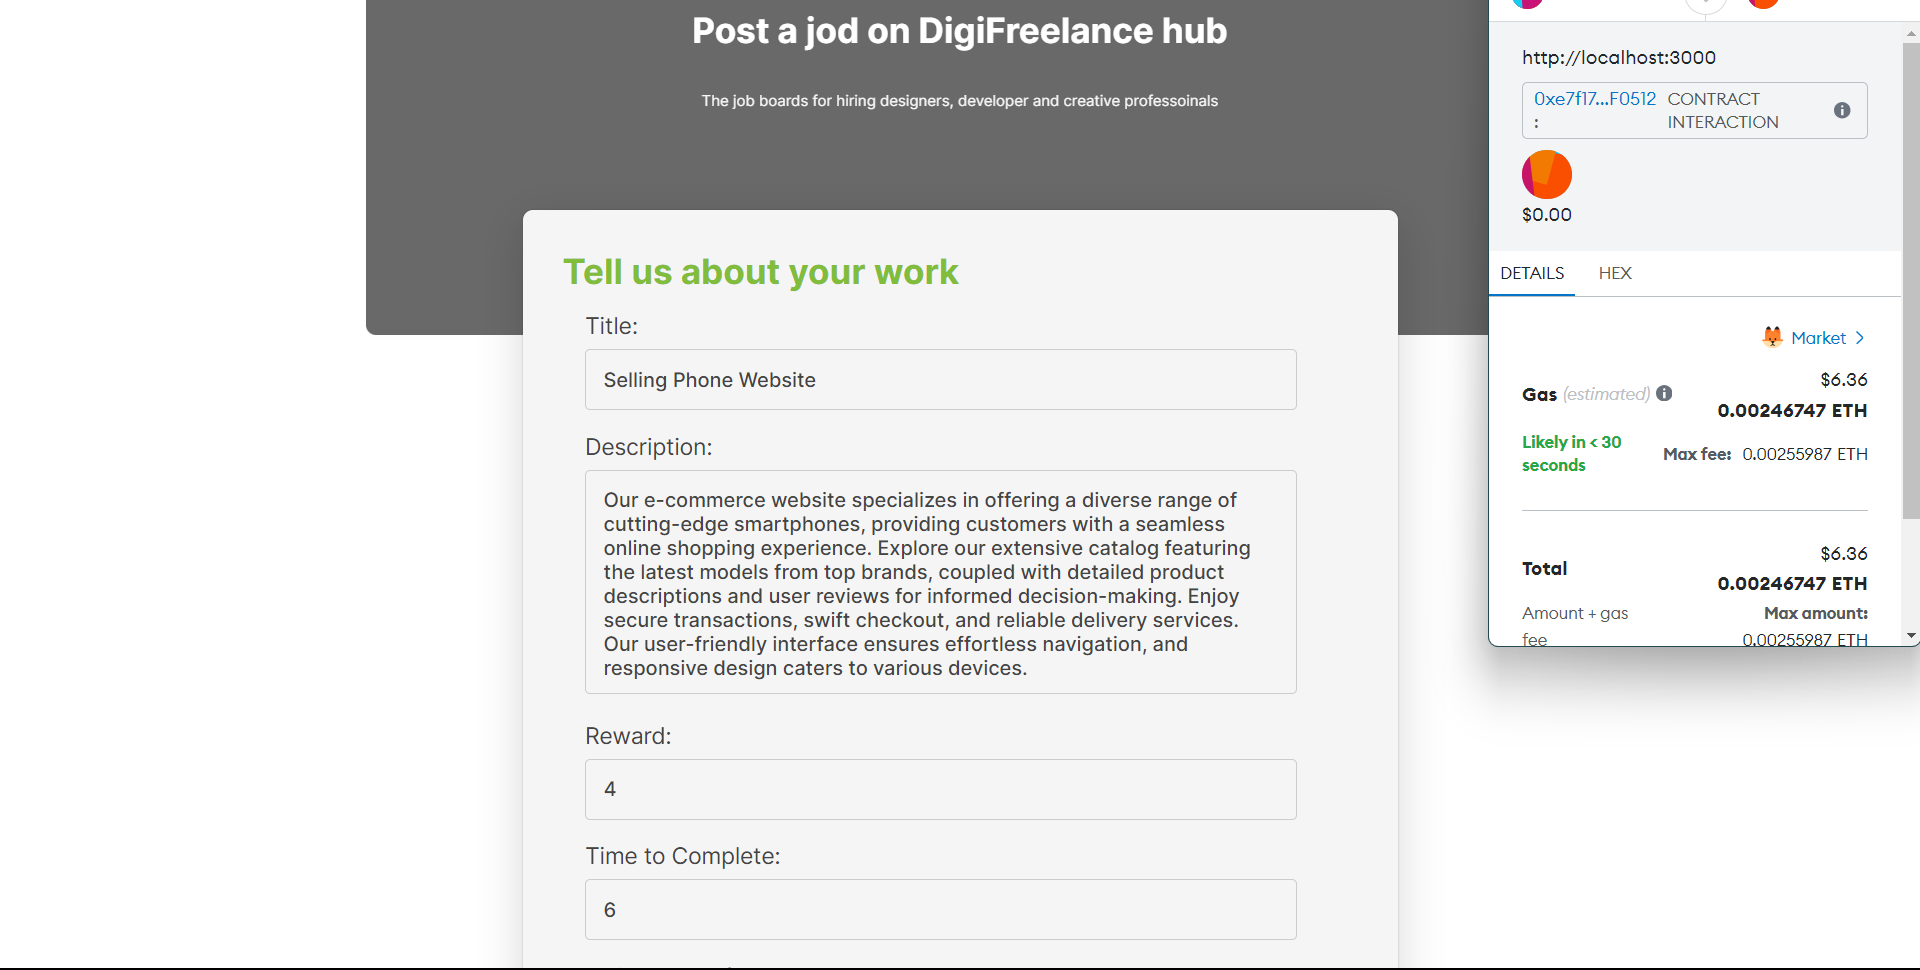 Post a jod on DigiFreelance hub
The job boards for hiring designers, developer and creative professoinals
Tell us about your work
Title:
Selling Phone Website
Description:
Our e-commerce website specializes in offering a diverse range of
cutting-edge smartphones, providing customers with a seamless
online shopping experience. Explore our extensive catalog featuring
the latest models from top brands, coupled with detailed product
descriptions and user reviews for informed decision-making. Enjoy
secure transactions, swift checkout, and reliable delivery services.
Our user-friendly interface ensures effortless navigation, and
responsive design caters to various devices.
Reward:
4
Time to Complete:
6
http://localhost:3000
0xe7f17...F0512 CONTRACT
: INTERACTION
$0.00
DETAILS HEX
Market
$6.36
Gas (estimated)
0.00246747 ETH
Likely in < 30
seconds
Max fee: 0.00255987 ETH
$6.36
Total
0.00246747 ETH
Amount + gas Max amount:
fee 0.00255987 ETH